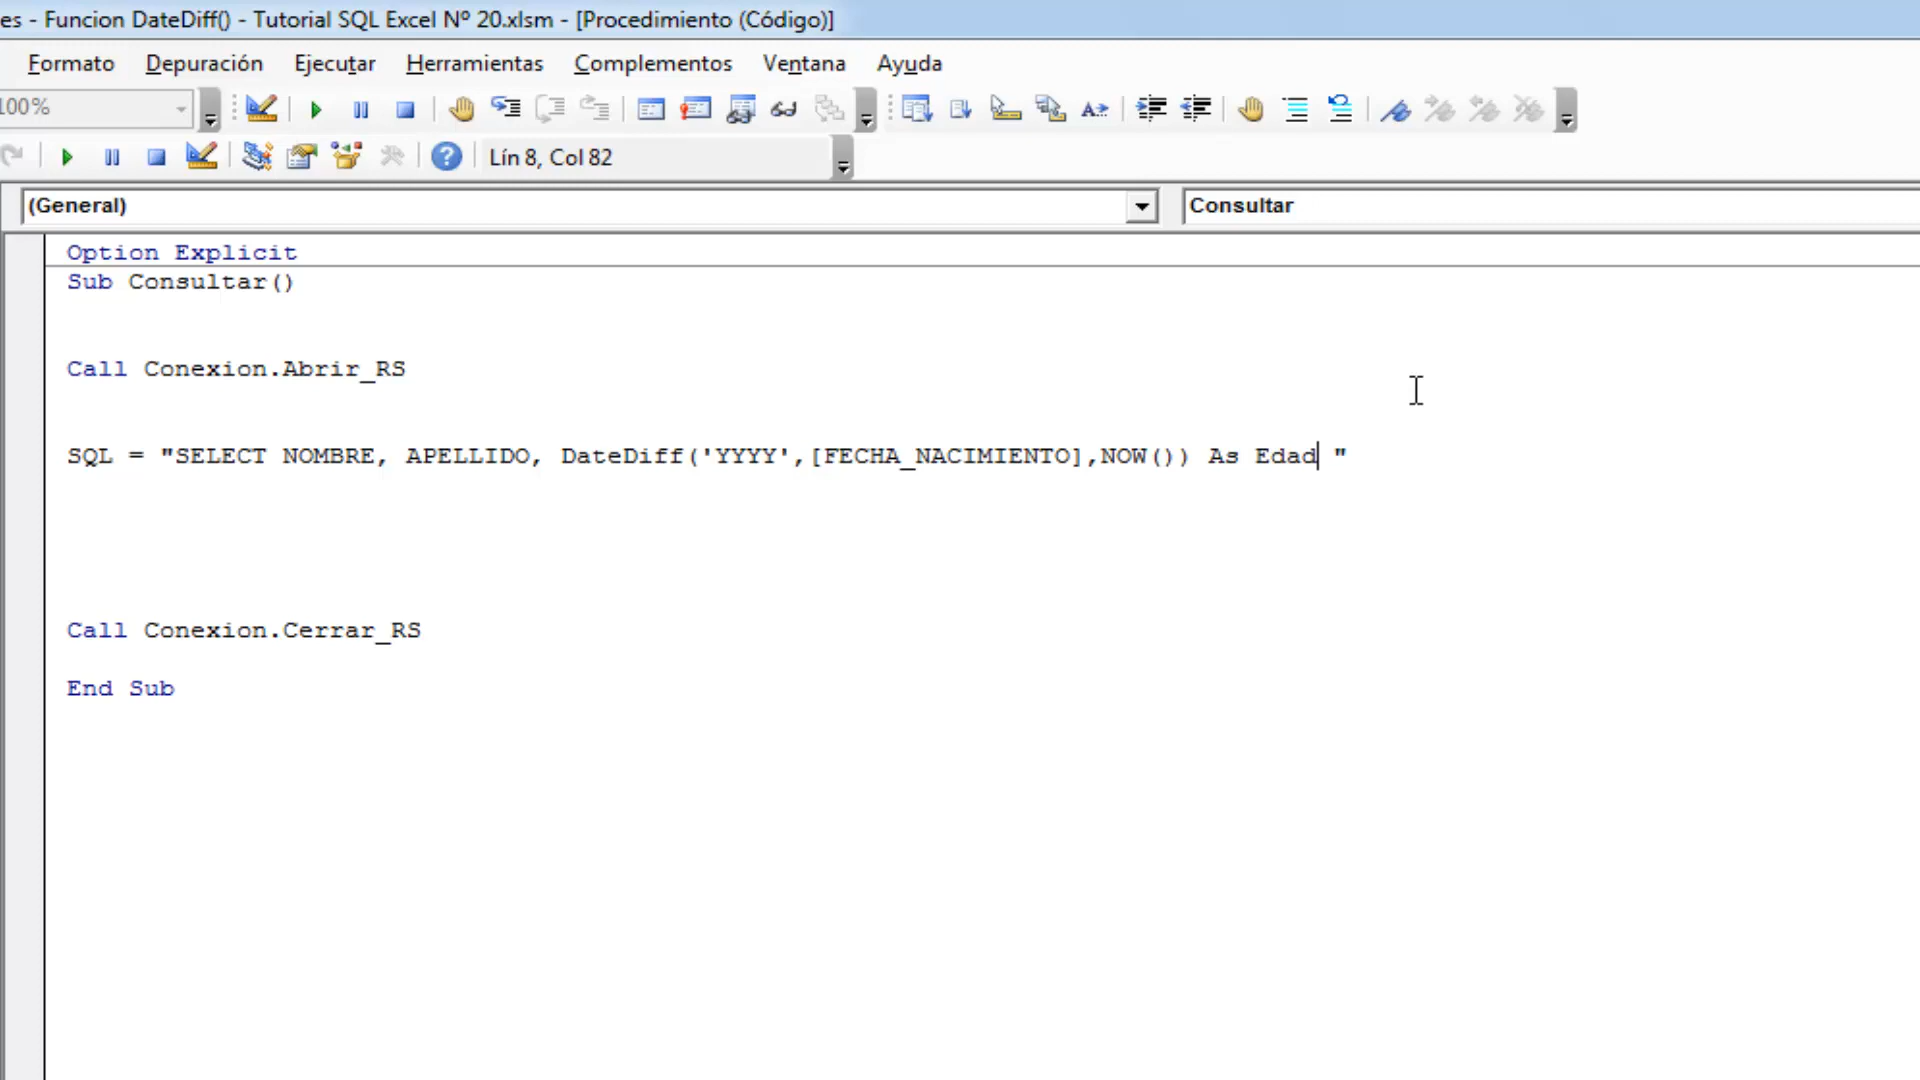 es - Funcion DateDiff() - Tutorial SQL Excel Nº 20.xlsm - [Procedimiento (Código)]
Formato Depuración Ejecutar Herramientas Complementos Ventana Ayuda
100%
Lín 8, Col 82
(General) Consultar
Option Explicit
Sub Consultar()
Call Conexion.Abrir_RS
SQL = "SELECT NOMBRE, APELLIDO, DateDiff('YYYY',[FECHA_NACIMIENTO],NOW()) As Edad "
Call Conexion.Cerrar_RS
End Sub